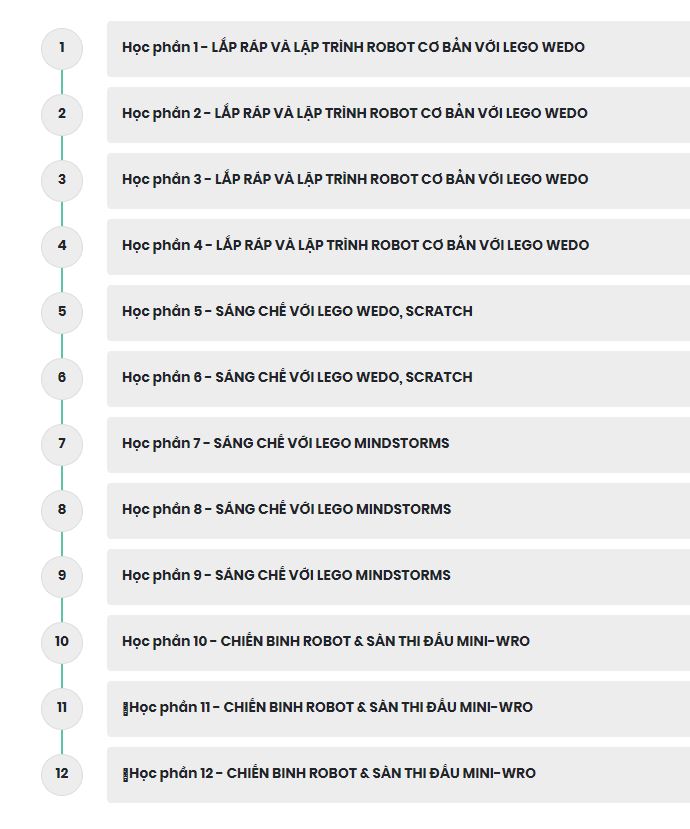 1
Học phần 1 - LẮP RÁP VÀ LẬP TRÌNH ROBOT CƠ BẢN VỚI LEGO WEDO
2
Học phần 2 - LẮP RÁP VÀ LẬP TRÌNH ROBOT CƠ BẢN VỚI LEGO WEDO
3
Học phần 3 - LẮP RÁP VÀ LẬP TRÌNH ROBOT CƠ BẢN VỚI LEGO WEDO
4
Học phần 4 - LẮP RÁP VÀ LẬP TRÌNH ROBOT CƠ BẢN VỚI LEGO WEDO
5
Học phần 5 - SÁNG CHẾ VỚI LEGO WEDO, SCRATCH
6
Học phần 6 - SÁNG CHẾ VỚI LEGO WEDO, SCRATCH
7
Học phần 7 - SÁNG CHẾ VỚI LEGO MINDSTORMS
8
Học phần 8 - SÁNG CHẾ VỚI LEGO MINDSTORMS
9
Học phần 9 - SÁNG CHẾ VỚI LEGO MINDSTORMS
10
Học phần 10 - CHIẾN BINH ROBOT & SÀN THI ĐẤU MINI-WRO
11
Học phần 11 - CHIẾN BINH ROBOT & SÀN THI ĐẤU MINI-WRO
12
Học phần 12 - CHIẾN BINH ROBOT & SÀN THI ĐẤU MINI-WRO